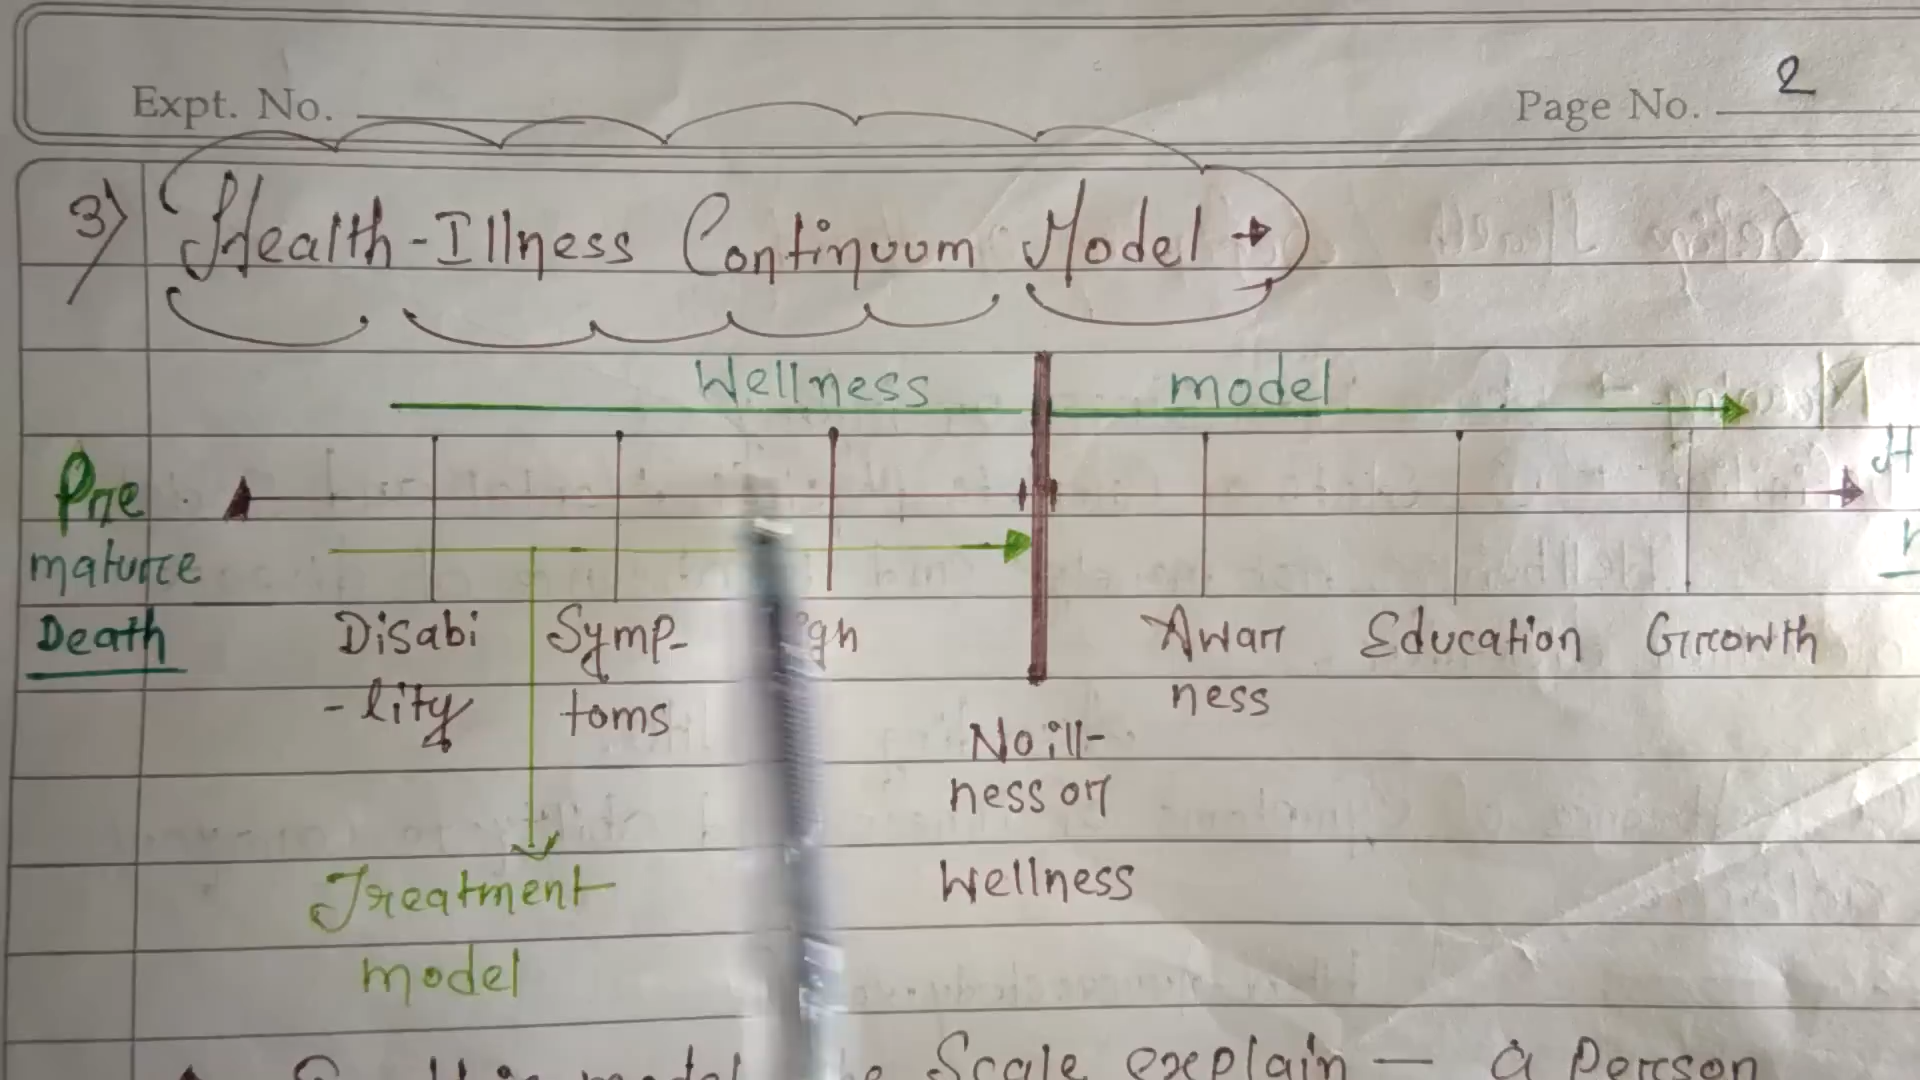 Expt. No.
Page No. 2
3) Health-Illness Continuum Model →
Wellness model
Pre
mature
Death
Disabi
-lity
Symp-
toms
Awar
ness
Education
Growth
No ill-
ness or
Wellness
Treatment
model
Scale explain — a Person